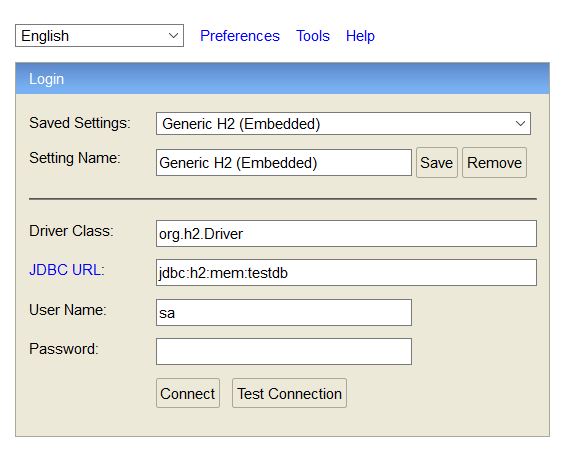 English Preferences Tools Help
Login
Saved Settings: Generic H2 (Embedded)
Setting Name: Generic H2 (Embedded) Save Remove
Driver Class: org.h2.Driver
JDBC URL: jdbc:h2:mem:testdb
User Name: sa
Password:
Connect Test Connection